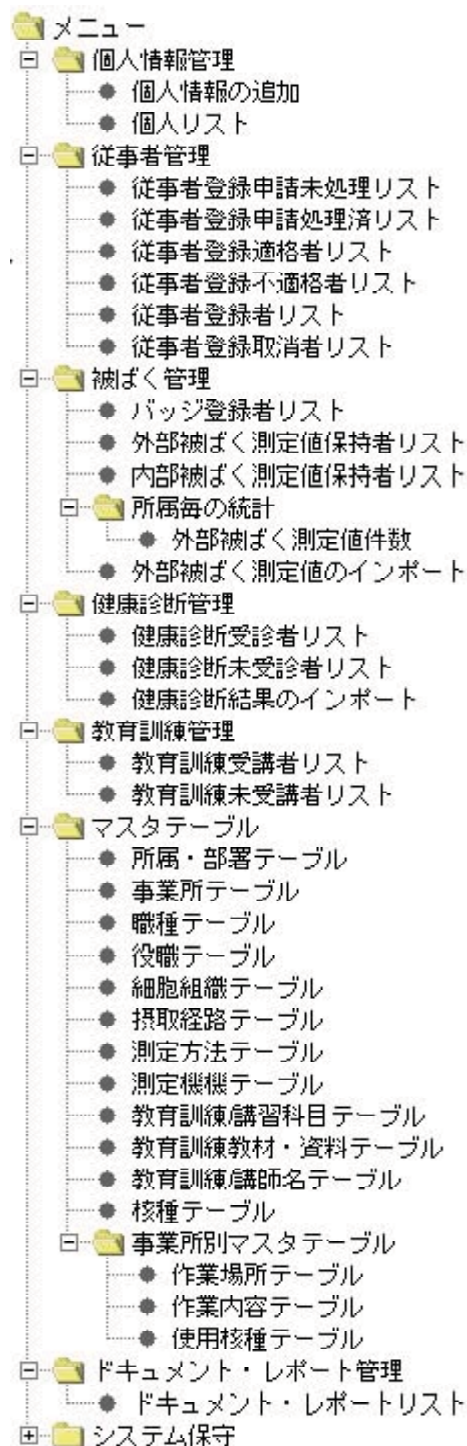 メニュー
個人情報管理
個人情報の追加
個人リスト
従事者管理
従事者登録申請未処理リスト
従事者登録申請処理済リスト
従事者登録適格者リスト
従事者登録不適格者リスト
従事者登録者リスト
従事者登録取消者リスト
被ばく管理
バッジ登録者リスト
外部被ばく測定値保持者リスト
内部被ばく測定値保持者リスト
所属毎の統計
外部被ばく測定値件数
外部被ばく測定値のインポート
健康診断管理
健康診断受診者リスト
健康診断未受診者リスト
健康診断結果のインポート
教育訓練管理
教育訓練受講者リスト
教育訓練未受講者リスト
マスタテーブル
所属・部署テーブル
事業所テーブル
職種テーブル
役職テーブル
細胞組織テーブル
摂取経路テーブル
測定方法テーブル
測定機機テーブル
教育訓練/講習科目テーブル
教育訓練教材・資料テーブル
教育訓練/講師名テーブル
核種テーブル
事業所別マスタテーブル
作業場所テーブル
作業内容テーブル
使用核種テーブル
ドキュメント・レポート管理
ドキュメント・レポートリスト
システム保守